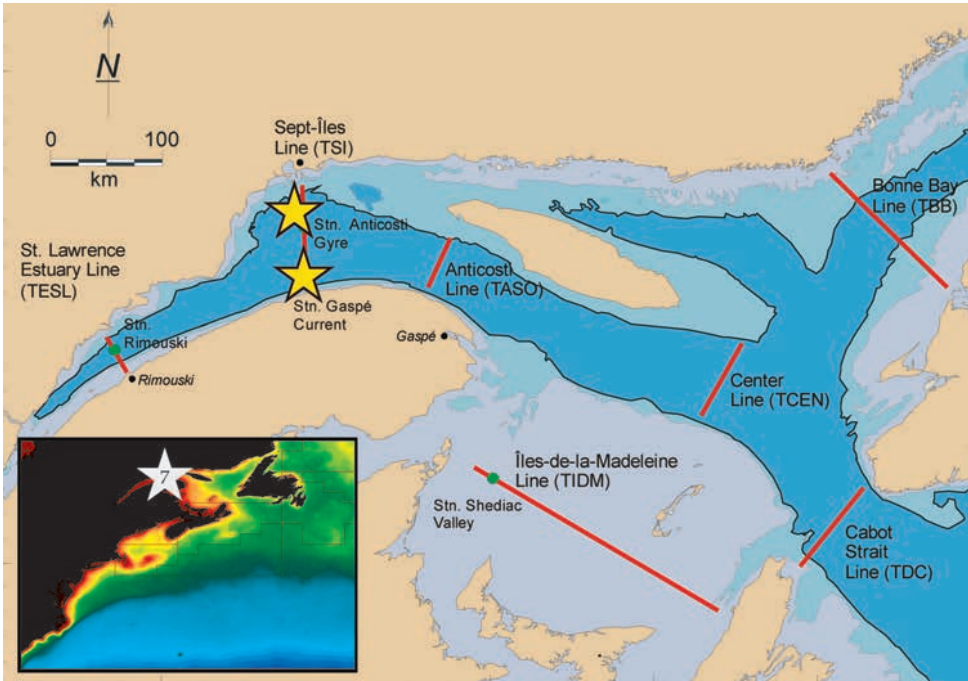 N
0
100
km
Sept-Îles
Line (TSI)
Bonne Bay
Line (TBB)
Stn. Anticosti
Gyre
St. Lawrence
Estuary Line
(TESL)
Anticosti
Line (TASO)
Stn. Gaspé
Current
Stn.
Rimouski
Gaspé
Rimouski
Center
Line (TCEN)
7
Îles-de-la-Madeleine
Line (TIDM)
Stn. Shediac
Valley
Cabot
Strait
Line (TDC)